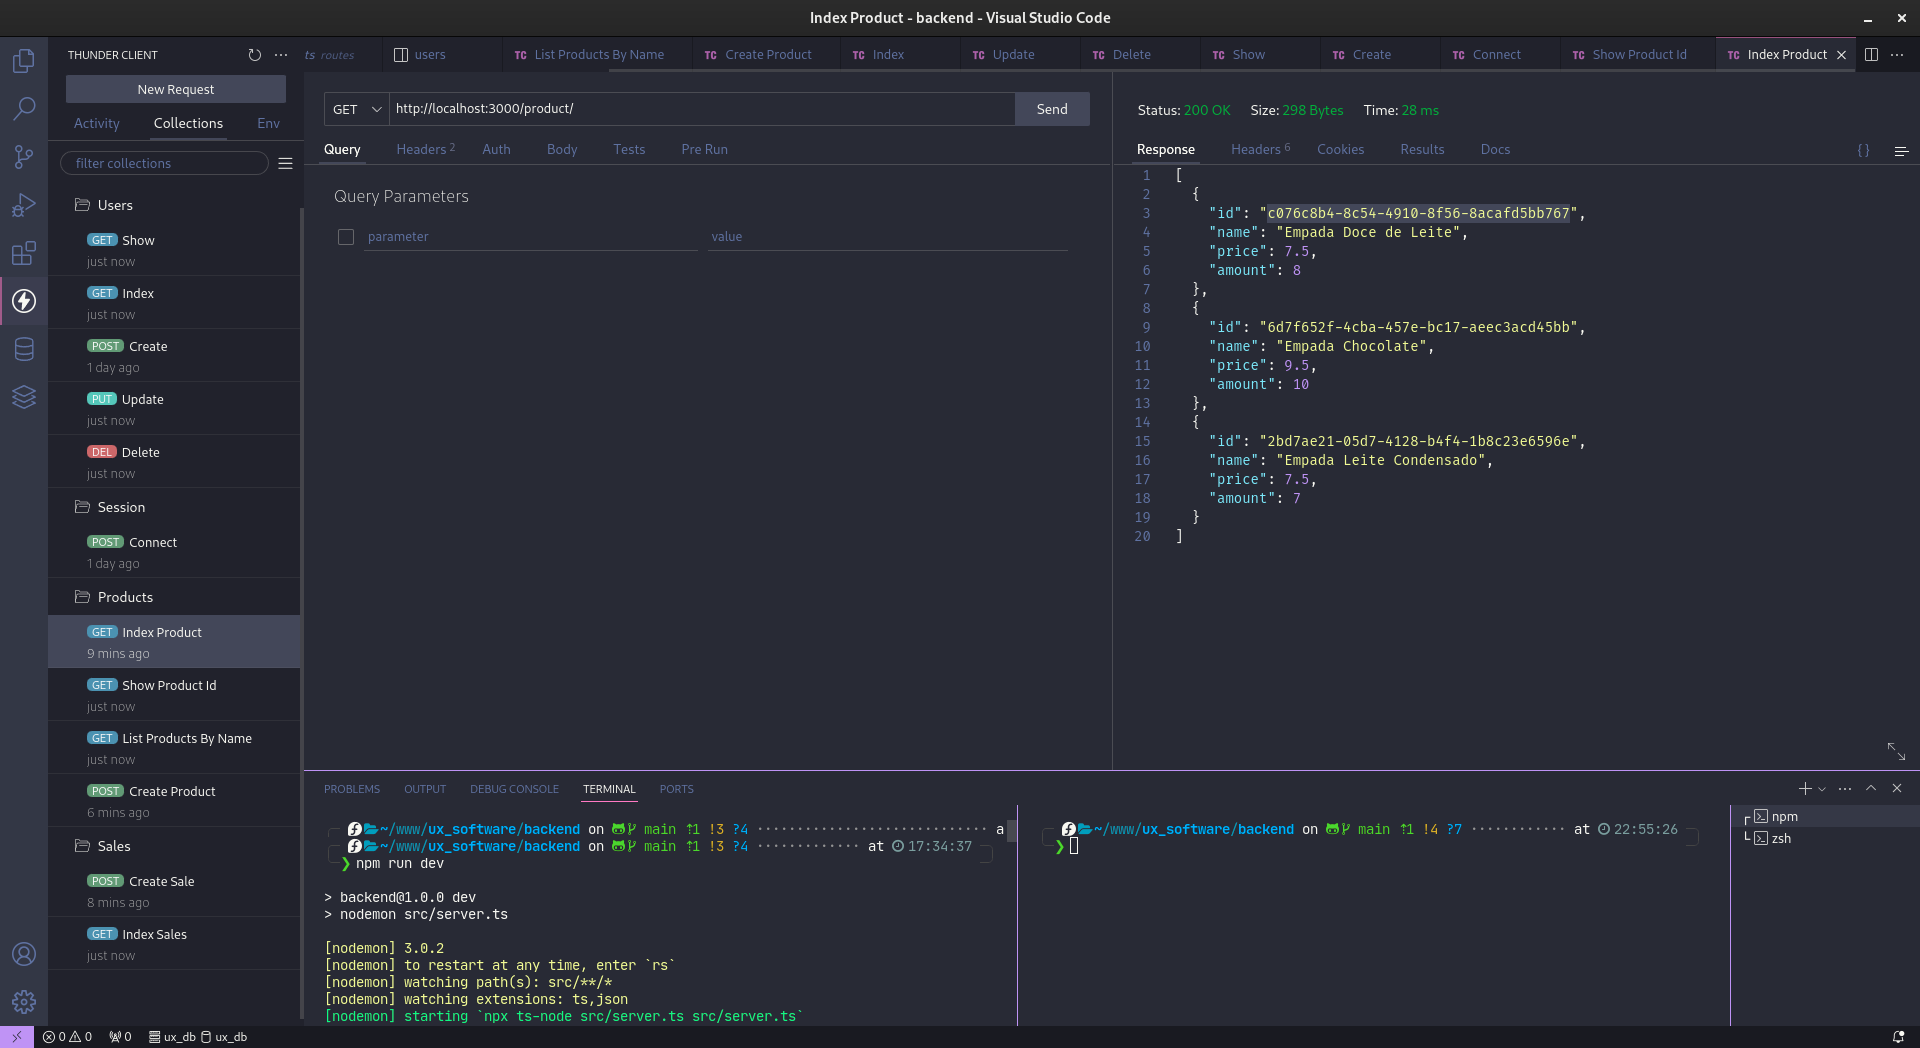 Index Product - backend - Visual Studio Code
THUNDER CLIENT
New Request
Activity Collections Env
filter collections
Users
GET Show
just now
GET Index
just now
POST Create
1 day ago
PUT Update
just now
DEL Delete
just now
Session
POST Connect
1 day ago
Products
GET Index Product
9 mins ago
GET Show Product Id
just now
GET List Products By Name
just now
POST Create Product
6 mins ago
Sales
POST Create Sale
8 mins ago
GET Index Sales
just now
ts routes users TC List Products By Name TC Create Product TC Index TC Update TC Delete TC Show TC Create TC Connect TC Show Product Id TC Index Product
GET http://localhost:3000/product/ Send
Query Headers 2 Auth Body Tests Pre Run
Query Parameters
parameter value
Status: 200 OK Size: 298 Bytes Time: 28 ms
Response Headers 6 Cookies Results Docs {}
1 [
2 {
3 "id": "c076c8b4-8c54-4910-8f56-8acafd5bb767",
4 "name": "Empada Doce de Leite",
5 "price": 7.5,
6 "amount": 8
7 },
8 {
9 "id": "6d7f652f-4cba-457e-bc17-aeec3acd45bb",
10 "name": "Empada Chocolate",
11 "price": 9.5,
12 "amount": 10
13 },
14 {
15 "id": "2bd7ae21-05d7-4128-b4f4-1b8c23e6596e",
16 "name": "Empada Leite Condensado",
17 "price": 7.5,
18 "amount": 7
19 }
20 ]
PROBLEMS OUTPUT DEBUG CONSOLE TERMINAL PORTS
~/www/ux_software/backend on main ⇡1 !3 ?4 ····························· a
~/www/ux_software/backend on main ⇡1 !3 ?4 ············· at 17:34:37
❯ npm run dev
> backend@1.0.0 dev
> nodemon src/server.ts
[nodemon] 3.0.2
[nodemon] to restart at any time, enter `rs`
[nodemon] watching path(s): src/**/*
[nodemon] watching extensions: ts,json
[nodemon] starting `npx ts-node src/server.ts src/server.ts`
~/www/ux_software/backend on main ⇡1 !4 ?7 ············ at 22:55:26
❯
npm
zsh
0 0 0 ux_db ux_db